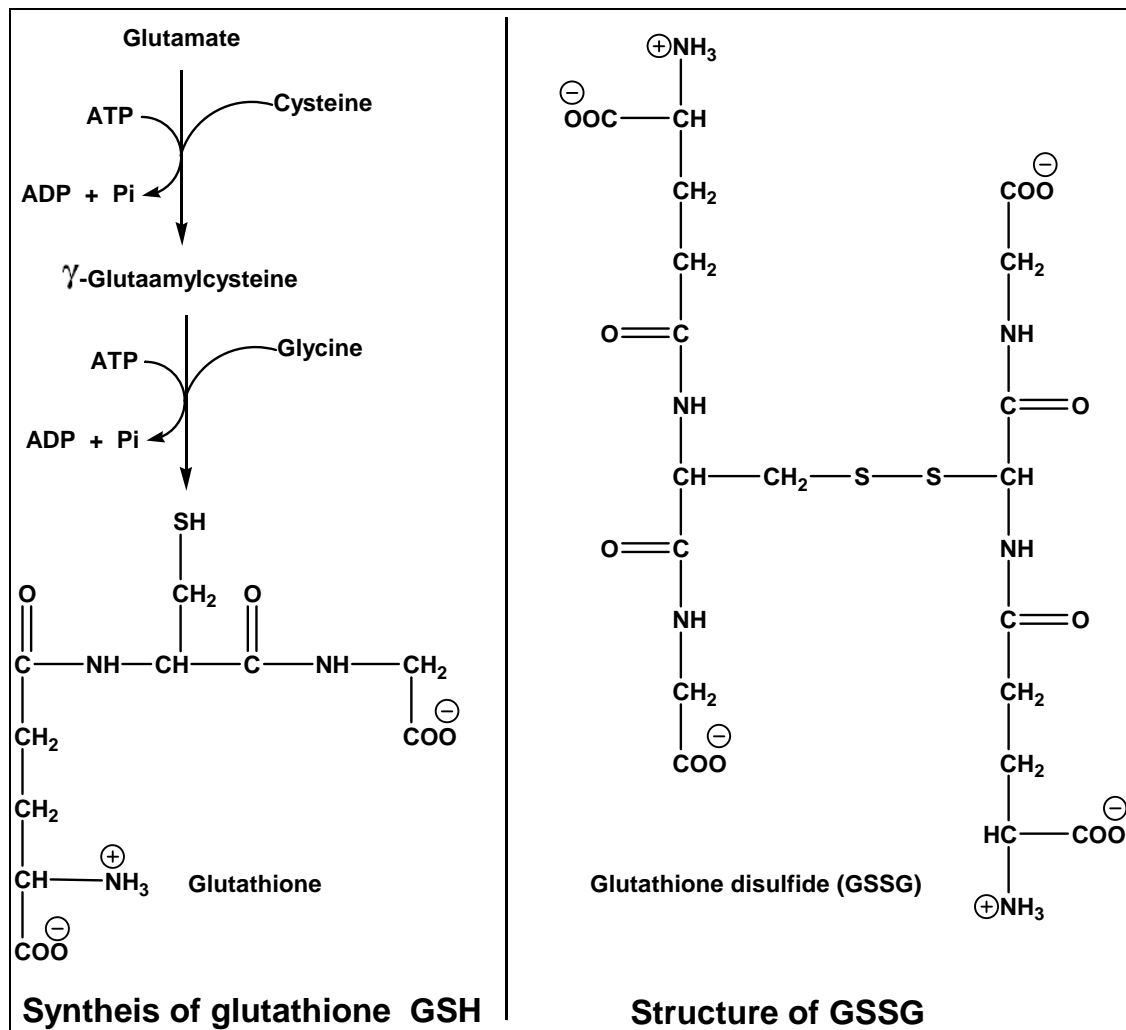 Glutamate
ATP
Cysteine
ADP + Pi
γ-Glutaamylcysteine
ATP
Glycine
ADP + Pi
SH
O
CH2
O
C NH CH C NH CH2
COO⊖
CH2
CH2
⊕
CH NH3
Glutathione
COO⊖
Syntheis of glutathione GSH
⊕NH3
⊖
OOC CH
CH2
CH2
O C
NH
CH CH2 S S CH
O C
NH
CH2
COO⊖
COO⊖
CH2
NH
C O
NH
C O
CH2
CH2
HC COO⊖
⊕NH3
Glutathione disulfide (GSSG)
Structure of GSSG